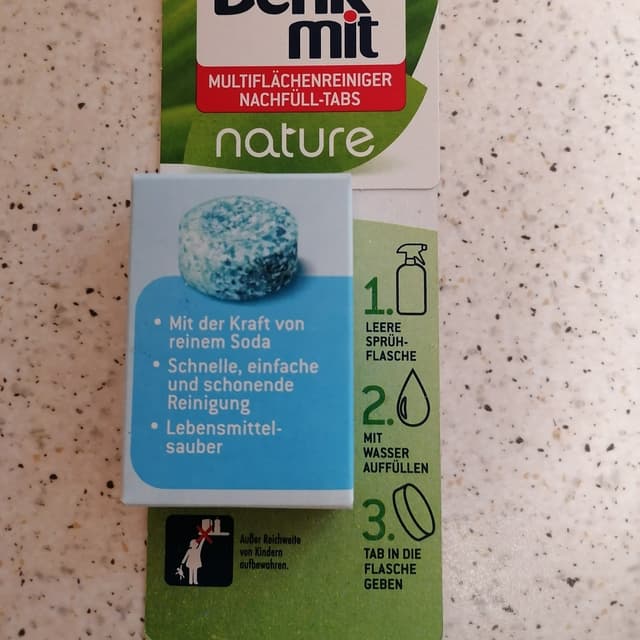 Denk
mit
MULTIFLÄCHENREINIGER
NACHFÜLL-TABS
nature
• Mit der Kraft von
reinem Soda
• Schnelle, einfache
und schonende
Reinigung
• Lebensmittel-
sauber
1.
LEERE
SPRÜH-
FLASCHE
2.
MIT
WASSER
AUFFÜLLEN
3.
TAB IN DIE
FLASCHE
GEBEN
Außer Reichweite
von Kindern
aufbewahren.